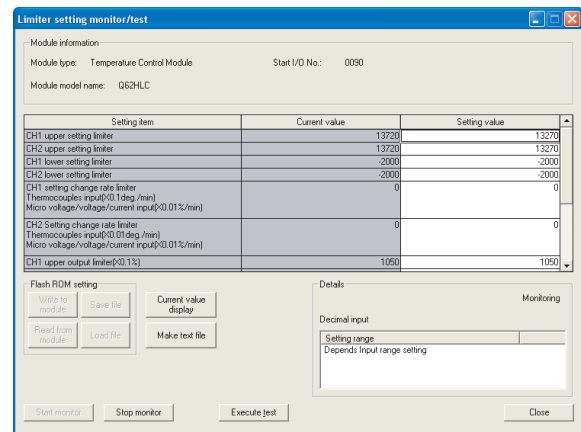 Limiter setting monitor/test
Module information
Module type: Temperature Control Module Start I/O No.: 0090
Module model name: Q62HLC
Setting item Current value Setting value
CH1 upper setting limiter 13720 13270
CH2 upper setting limiter 13720 13270
CH1 lower setting limiter -2000 -2000
CH2 lower setting limiter -2000 -2000
CH1 setting change rate limiter 0 0
Thermocouples input(X0.1deg./min)
Micro voltage/voltage/current input(X0.01%/min)
CH2 Setting change rate limiter 0 0
Thermocouples input(X0.01deg./min)
Micro voltage/voltage/current input(X0.01%/min)
CH1 upper output limiter(X0.1%) 1050 1050
Flash ROM setting
Write to module
Save file
Current value display
Read from module
Load file
Make text file
Details
Monitoring
Decimal input
Setting range
Depends Input range setting
Start monitor
Stop monitor
Execute test
Close